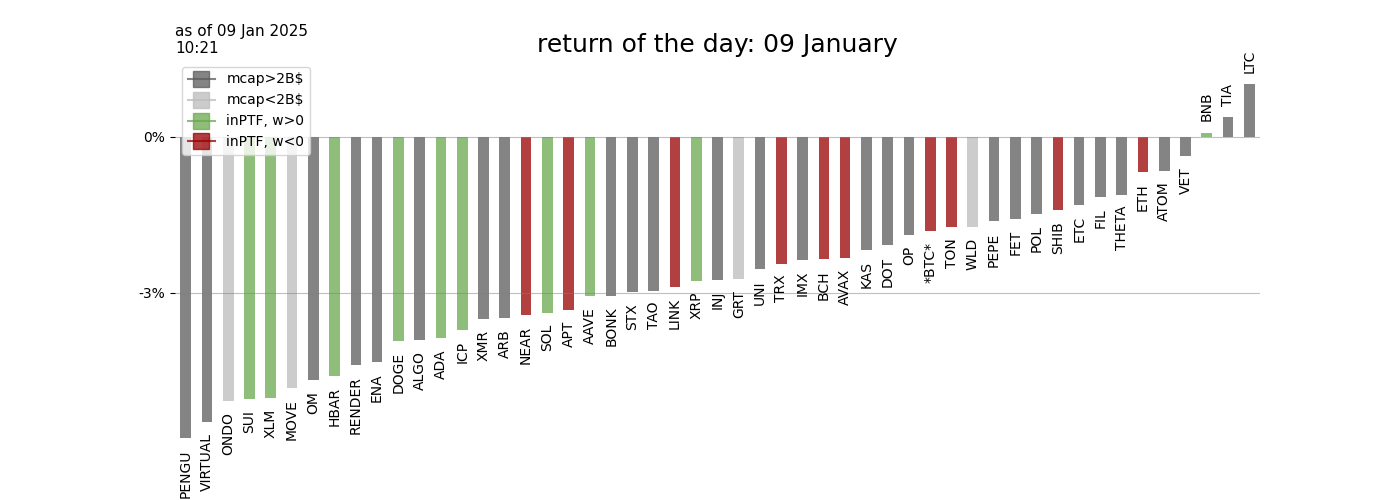 as of 09 Jan 2025
10:21
return of the day: 09 January
mcap>2B$
mcap<2B$
inPTF, w>0
inPTF, w<0
0%
-3%
PENGU
VIRTUAL
ONDO
SUI
XLM
MOVE
OM
HBAR
RENDER
ENA
DOGE
ALGO
ADA
ICP
XMR
ARB
NEAR
SOL
APT
AAVE
BONK
STX
TAO
LINK
XRP
INJ
GRT
UNI
TRX
IMX
BCH
AVAX
KAS
DOT
OP
*BTC*
TON
WLD
PEPE
FET
POL
SHIB
ETC
FIL
THETA
ETH
ATOM
VET
BNB
TIA
LTC